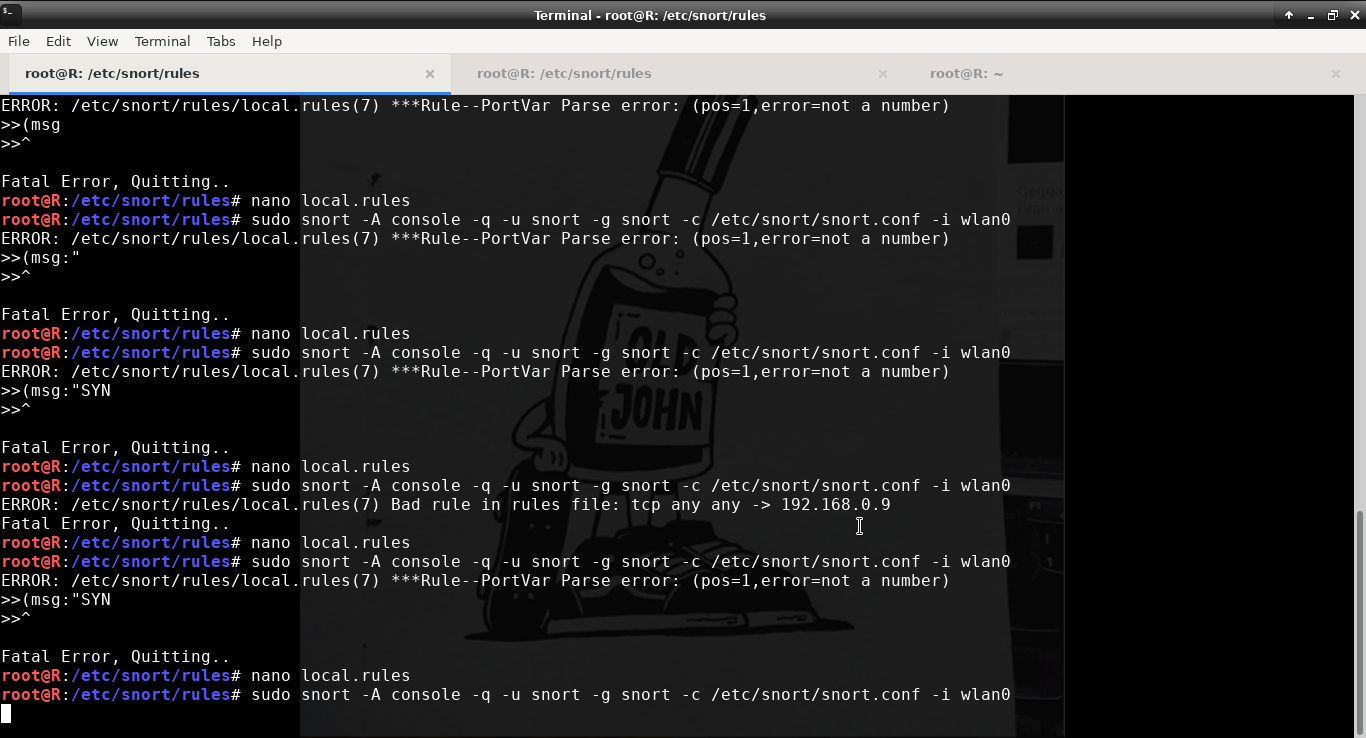 Terminal - root@R: /etc/snort/rules
File Edit View Terminal Tabs Help
root@R: /etc/snort/rules root@R: /etc/snort/rules root@R: ~
ERROR: /etc/snort/rules/local.rules(7) ***Rule--PortVar Parse error: (pos=1,error=not a number)
>>(msg
>>^
Fatal Error, Quitting..
root@R:/etc/snort/rules# nano local.rules
root@R:/etc/snort/rules# sudo snort -A console -q -u snort -g snort -c /etc/snort/snort.conf -i wlan0
ERROR: /etc/snort/rules/local.rules(7) ***Rule--PortVar Parse error: (pos=1,error=not a number)
>>(msg:"
>>^
Fatal Error, Quitting..
root@R:/etc/snort/rules# nano local.rules
root@R:/etc/snort/rules# sudo snort -A console -q -u snort -g snort -c /etc/snort/snort.conf -i wlan0
ERROR: /etc/snort/rules/local.rules(7) ***Rule--PortVar Parse error: (pos=1,error=not a number)
>>(msg:"SYN
>>^
Fatal Error, Quitting..
root@R:/etc/snort/rules# nano local.rules
root@R:/etc/snort/rules# sudo snort -A console -q -u snort -g snort -c /etc/snort/snort.conf -i wlan0
ERROR: /etc/snort/rules/local.rules(7) Bad rule in rules file: tcp any any -> 192.168.0.9
Fatal Error, Quitting..
root@R:/etc/snort/rules# nano local.rules
root@R:/etc/snort/rules# sudo snort -A console -q -u snort -g snort -c /etc/snort/snort.conf -i wlan0
ERROR: /etc/snort/rules/local.rules(7) ***Rule--PortVar Parse error: (pos=1,error=not a number)
>>(msg:"SYN
>>^
Fatal Error, Quitting..
root@R:/etc/snort/rules# nano local.rules
root@R:/etc/snort/rules# sudo snort -A console -q -u snort -g snort -c /etc/snort/snort.conf -i wlan0
OLD
JOHN